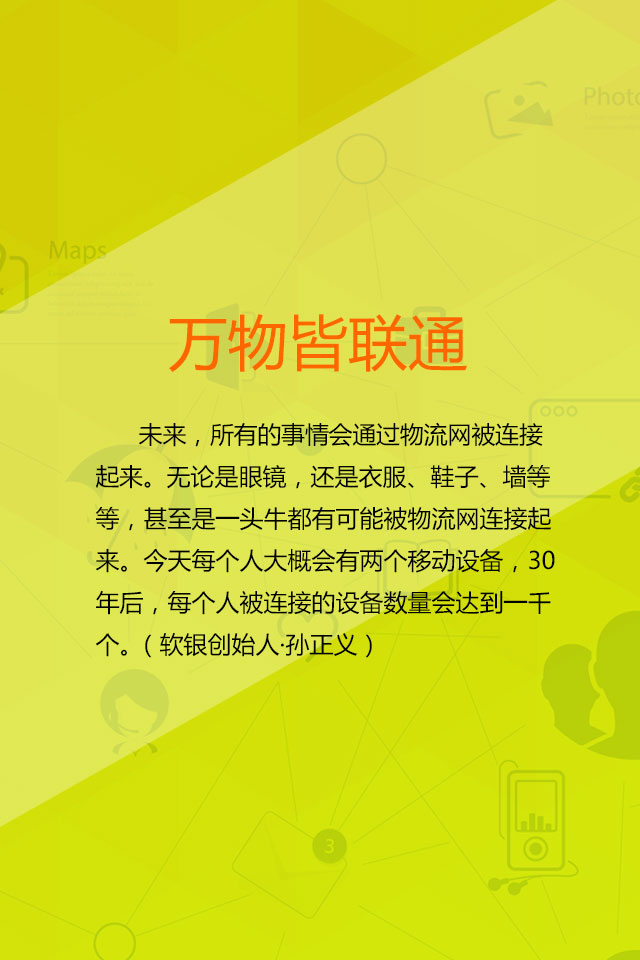 Photo
Maps
万物皆联通
未来，所有的事情会通过物流网被连接
起来。无论是眼镜，还是衣服、鞋子、墙等
等，甚至是一头牛都有可能被物流网连接起
来。今天每个人大概会有两个移动设备，30
年后，每个人被连接的设备数量会达到一千
个。（软银创始人·孙正义）
3